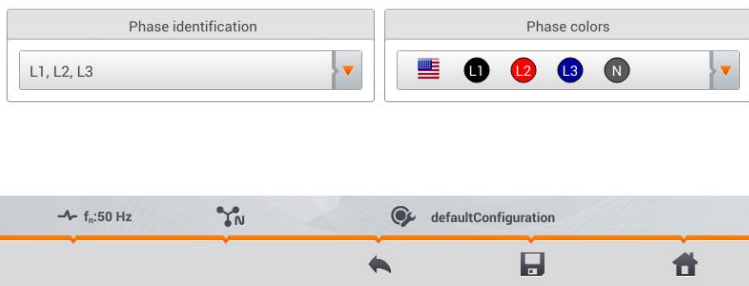 Phase identification
Phase colors
L1, L2, L3
L1 L2 L3 N
fn:50 Hz
N
defaultConfiguration